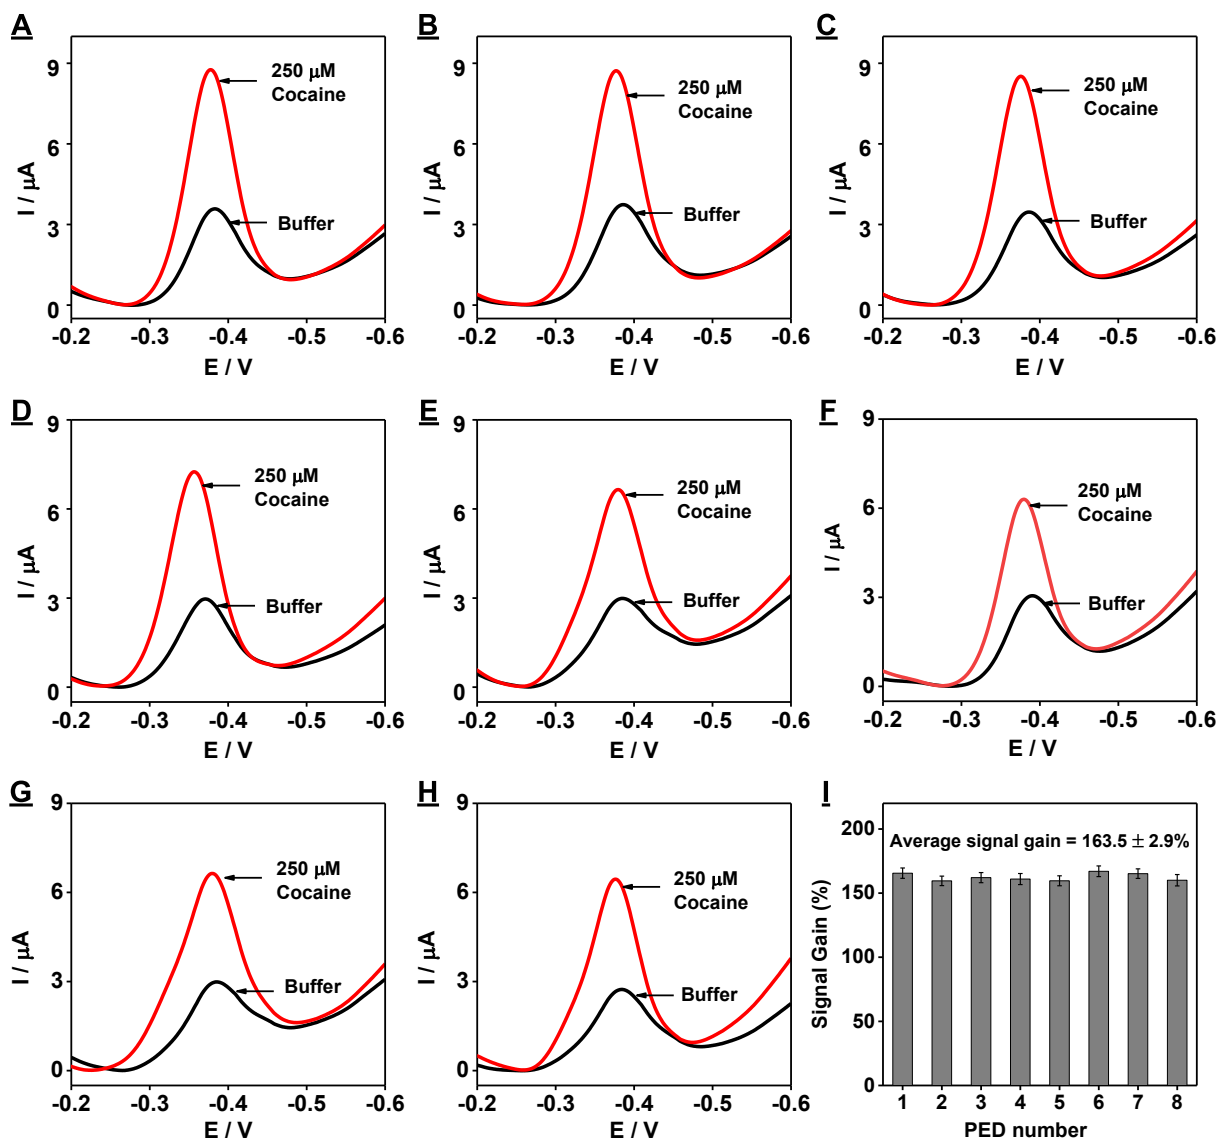 A
9
6
3
0
I / µA
250 µM
Cocaine
Buffer
-0.2 -0.3 -0.4 -0.5 -0.6
E / V
B
9
6
3
0
I / µA
250 µM
Cocaine
Buffer
-0.2 -0.3 -0.4 -0.5 -0.6
E / V
C
9
6
3
0
I / µA
250 µM
Cocaine
Buffer
-0.2 -0.3 -0.4 -0.5 -0.6
E / V
D
9
6
3
0
I / µA
250 µM
Cocaine
Buffer
-0.2 -0.3 -0.4 -0.5 -0.6
E / V
E
9
6
3
0
I / µA
250 µM
Cocaine
Buffer
-0.2 -0.3 -0.4 -0.5 -0.6
E / V
F
9
6
3
0
I / µA
250 µM
Cocaine
Buffer
-0.2 -0.3 -0.4 -0.5 -0.6
E / V
G
9
6
3
0
I / µA
250 µM
Cocaine
Buffer
-0.2 -0.3 -0.4 -0.5 -0.6
E / V
H
9
6
3
0
I / µA
250 µM
Cocaine
Buffer
-0.2 -0.3 -0.4 -0.5 -0.6
E / V
I
200
150
100
50
0
Signal Gain (%)
Average signal gain = 163.5 ± 2.9%
1 2 3 4 5 6 7 8
PED number